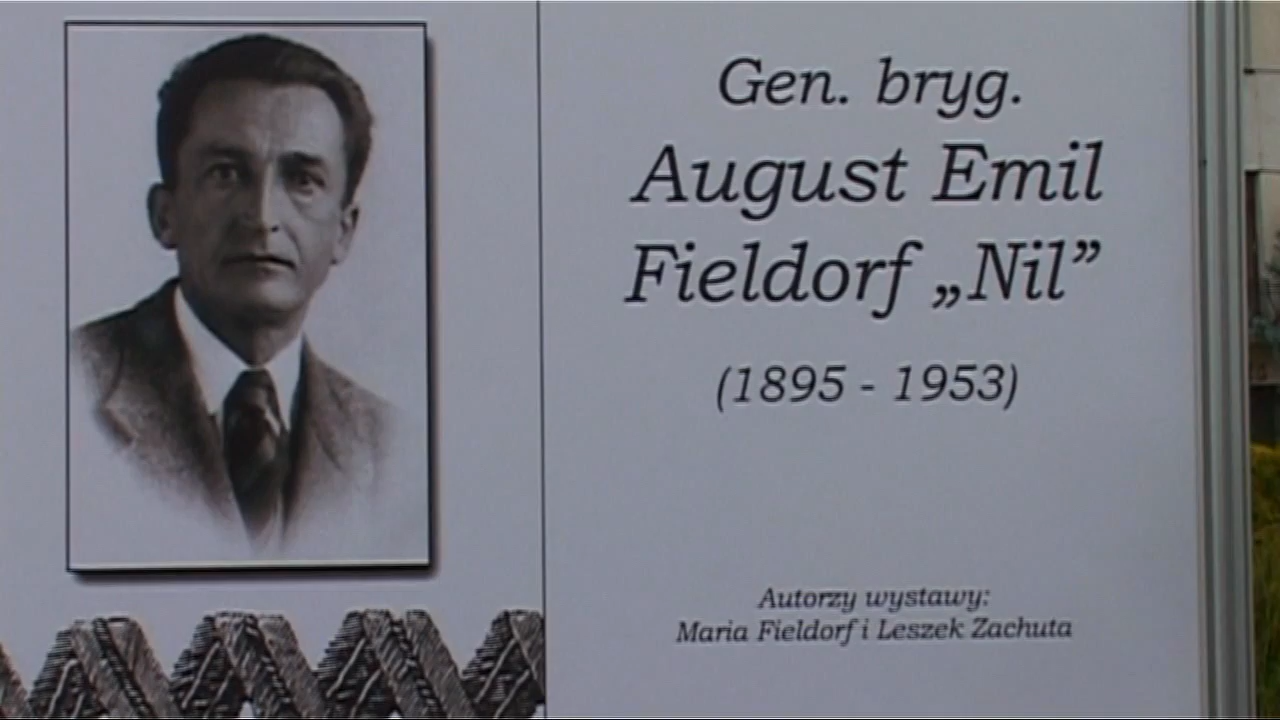 Gen. bryg.
August Emil
Fieldorf „Nil”
(1895 - 1953)
Autorzy wystawy:
Maria Fieldorf i Leszek Zachuta